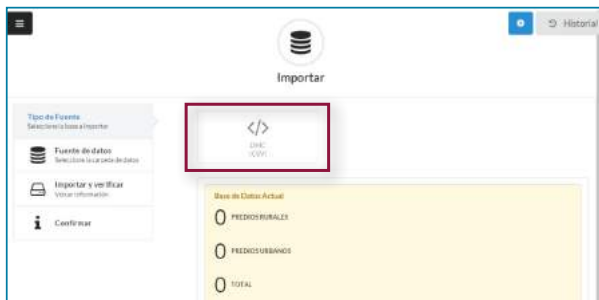 Historial
Importar
Tipo de Fuente
Seleccione la base a importar
Fuente de datos
Seleccione la carpeta de datos
Importar y verificar
Validar información
Confirmar
</>
Base de Datos Actual
0 PREDIOS RURALES
0 PREDIOS URBANOS
0 TOTAL